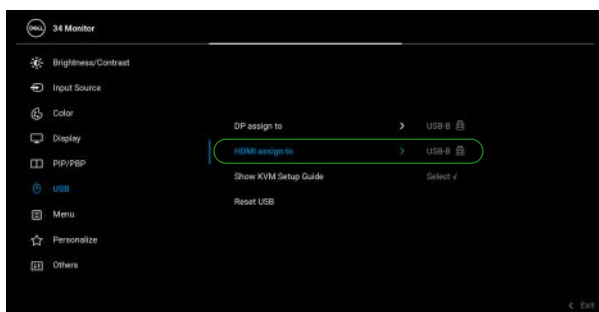 DELL 34 Monitor
Brightness/Contrast
Input Source
Color
Display
PIP/PBP
USB
Menu
Personalize
Others
DP assign to > USB-B
HDMI assign to > USB-B
Show KVM Setup Guide Select √
Reset USB
< Exit